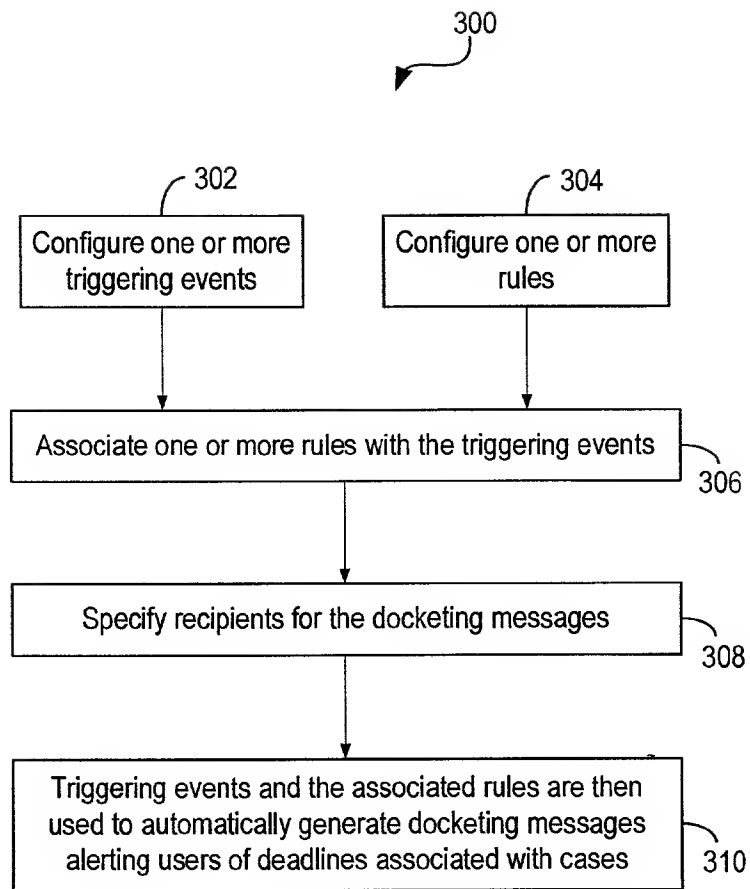 300
302
304
Configure one or more
triggering events
Configure one or more
rules
Associate one or more rules with the triggering events
306
Specify recipients for the docketing messages
308
Triggering events and the associated rules are then
used to automatically generate docketing messages
alerting users of deadlines associated with cases
310